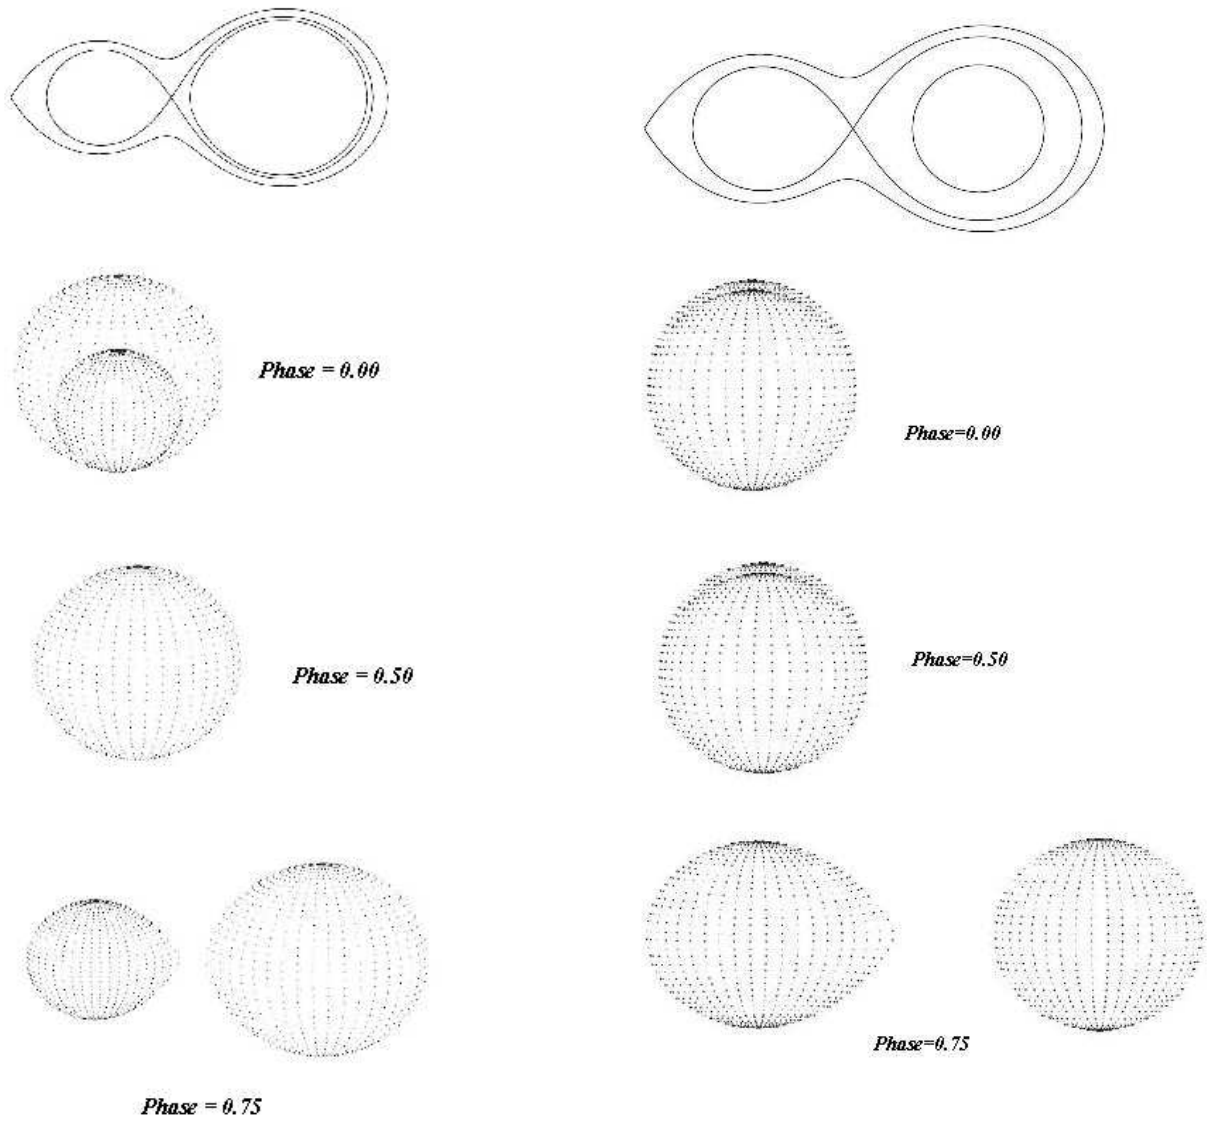 Phase = 0.00
Phase=0.00
Phase = 0.50
Phase=0.50
Phase=0.75
Phase = 0.75